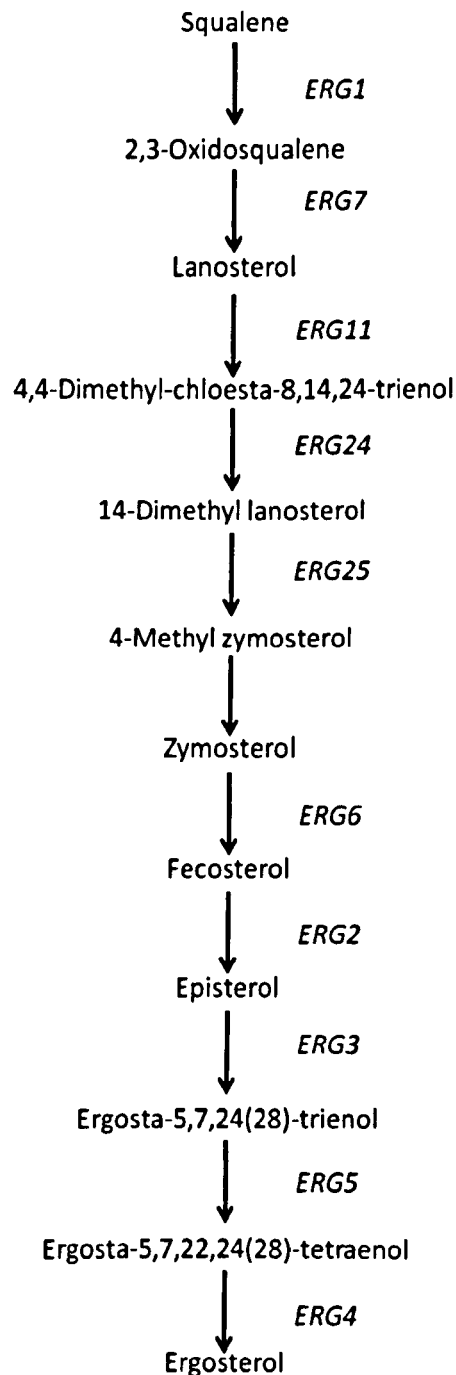 Squalene
ERG1
2,3-Oxidosqualene
ERG7
Lanosterol
ERG11
4,4-Dimethyl-chloesta-8,14,24-trienol
ERG24
14-Dimethyl lanosterol
ERG25
4-Methyl zymosterol
Zymosterol
ERG6
Fecosterol
ERG2
Episterol
ERG3
Ergosta-5,7,24(28)-trienol
ERG5
Ergosta-5,7,22,24(28)-tetraenol
ERG4
Ergosterol